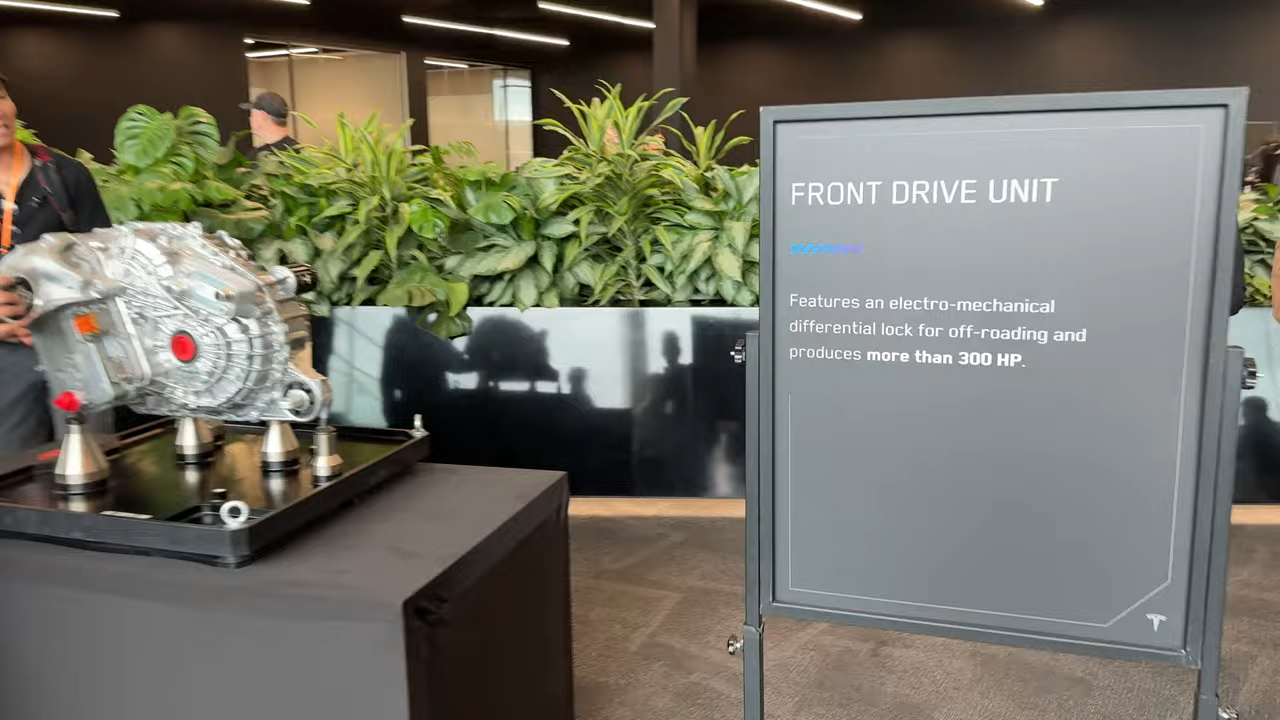 FRONT DRIVE UNIT
Features an electro-mechanical
differential lock for off-roading and
produces more than 300 HP.